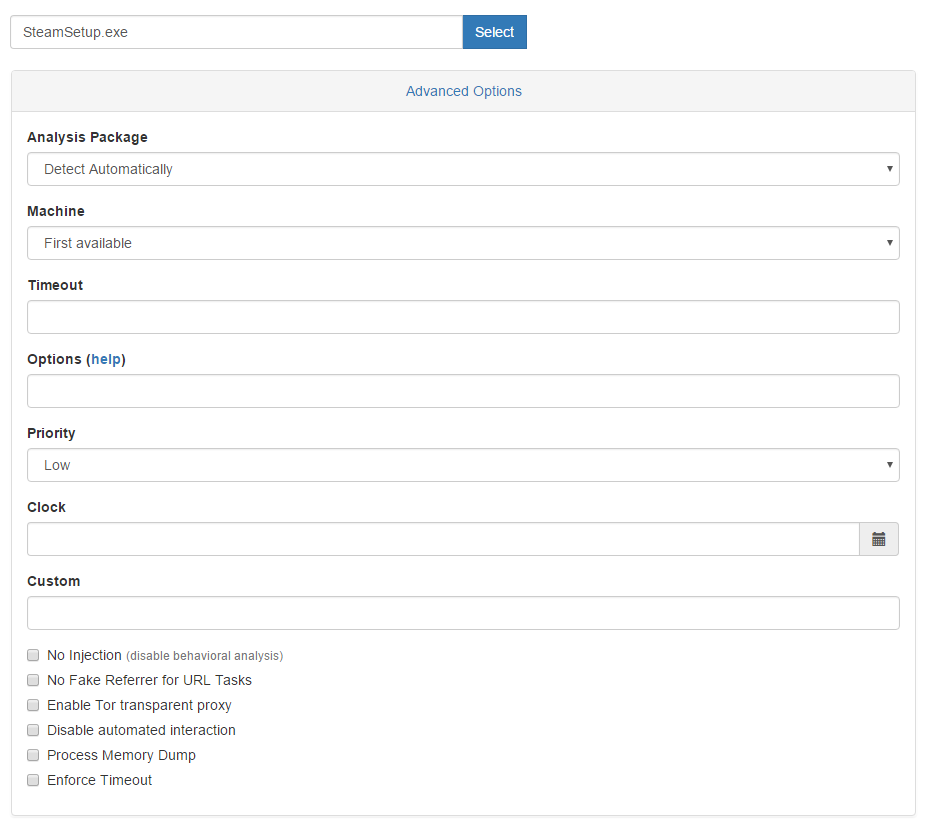 SteamSetup.exe Select
Advanced Options
Analysis Package
Detect Automatically
Machine
First available
Timeout
Options (help)
Priority
Low
Clock
Custom
No Injection (disable behavioral analysis)
No Fake Referrer for URL Tasks
Enable Tor transparent proxy
Disable automated interaction
Process Memory Dump
Enforce Timeout